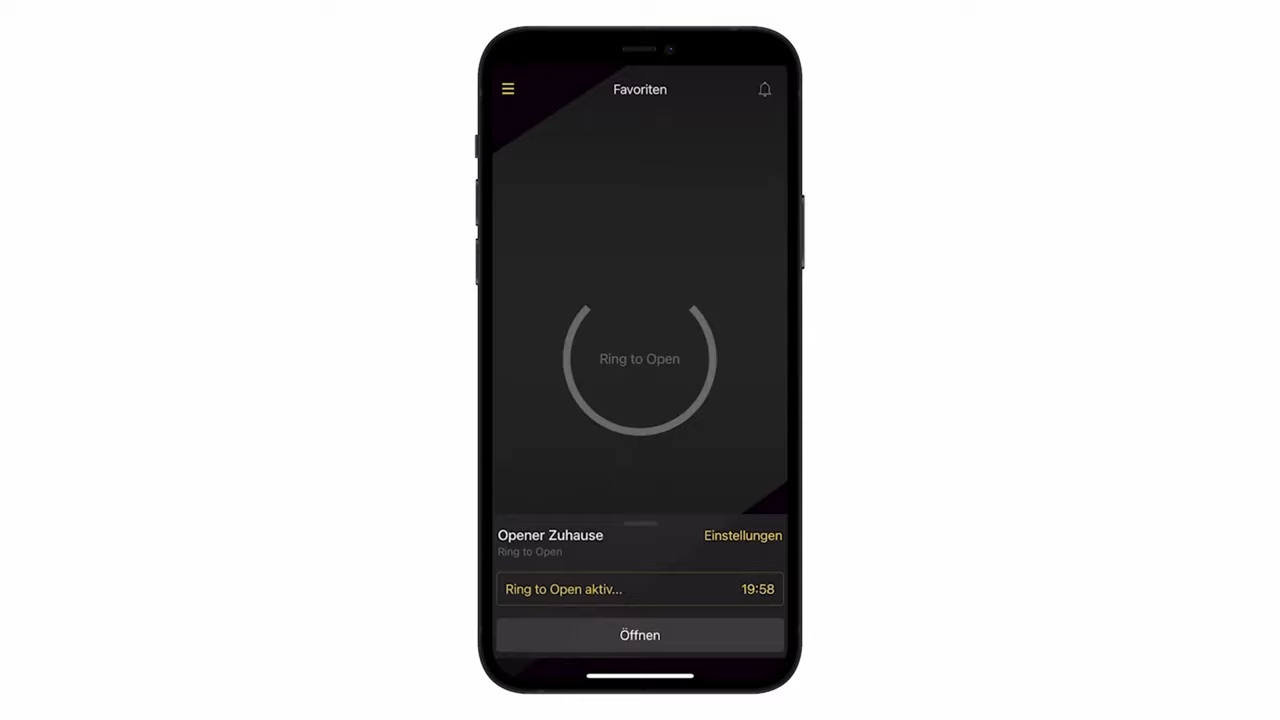 Favoriten
Ring to Open
Opener Zuhause
Einstellungen
Ring to Open
Ring to Open aktiv...
19:58
Öffnen